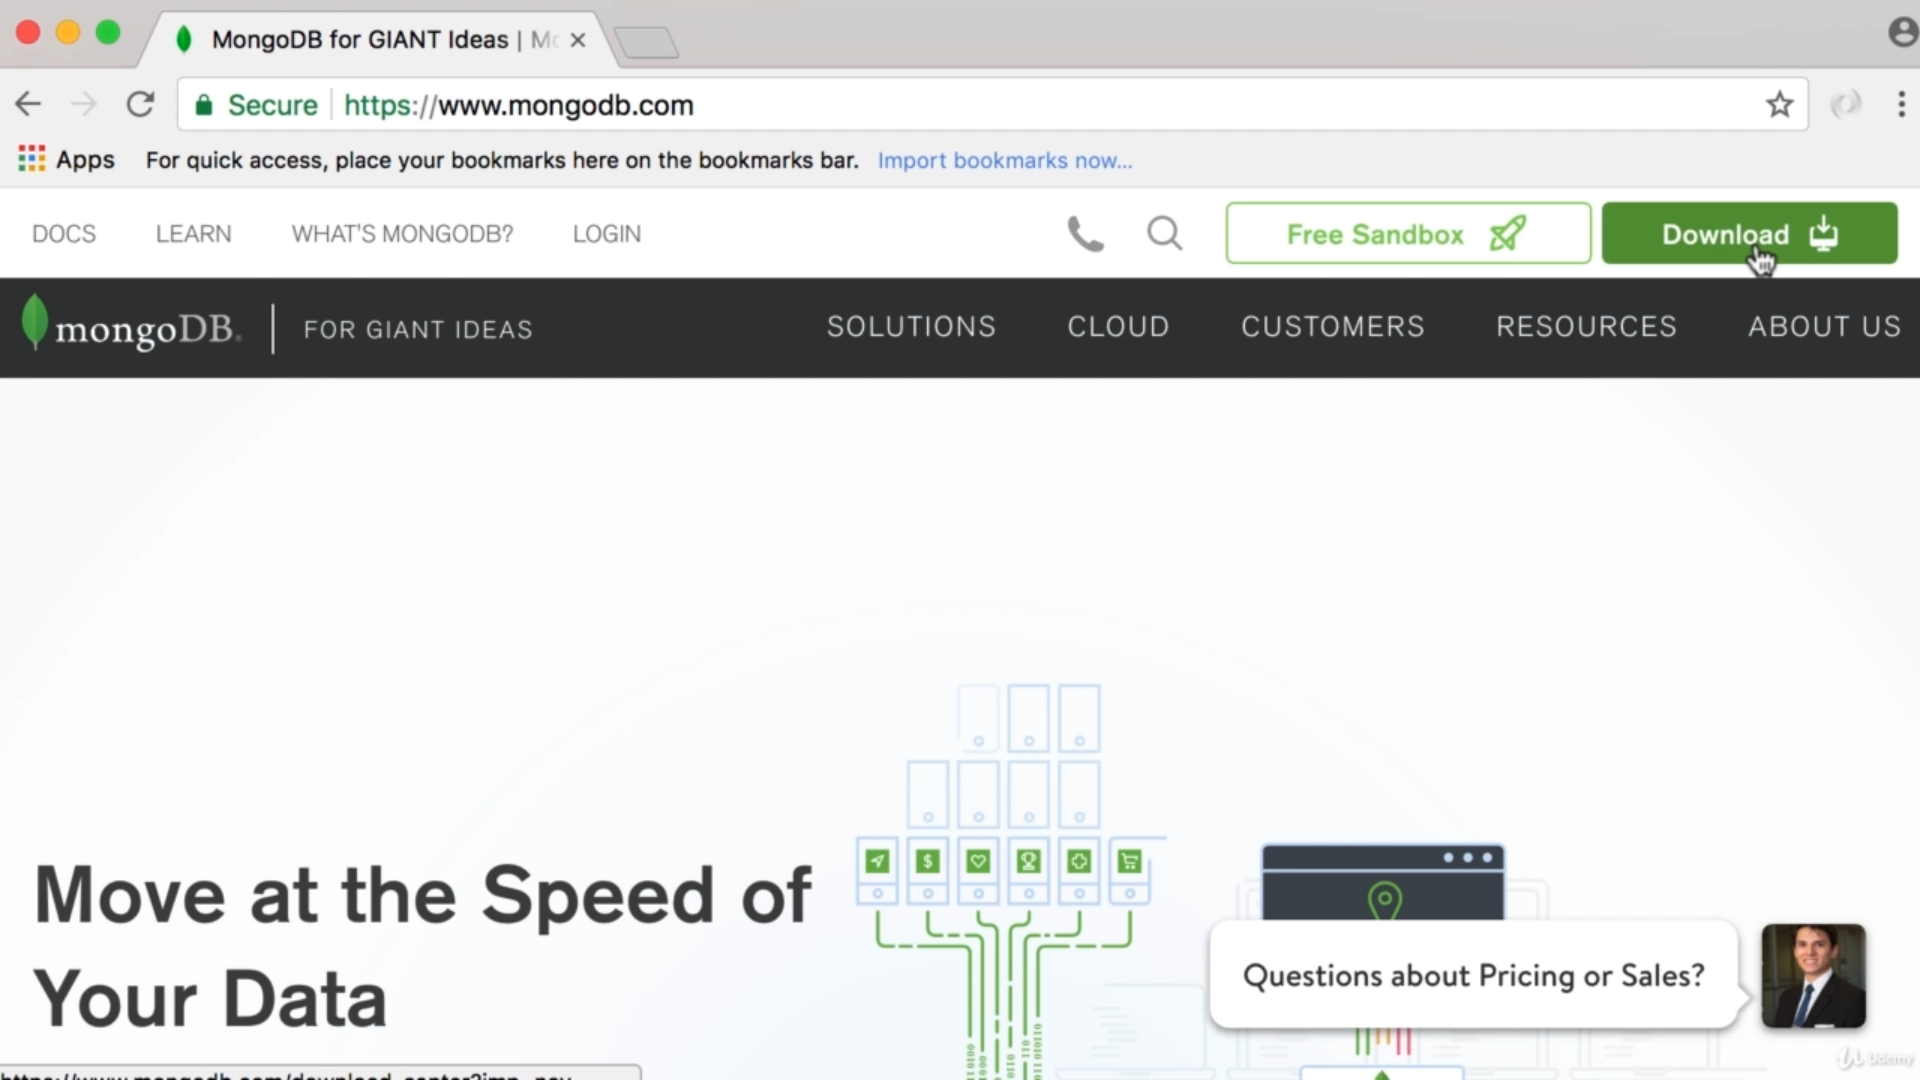 MongoDB for GIANT Ideas | Mo
Secure https://www.mongodb.com
Apps For quick access, place your bookmarks here on the bookmarks bar. Import bookmarks now...
DOCS LEARN WHAT'S MONGODB? LOGIN Free Sandbox Download
mongoDB. FOR GIANT IDEAS SOLUTIONS CLOUD CUSTOMERS RESOURCES ABOUT US
Move at the Speed of
Your Data
Questions about Pricing or Sales?
Udemy